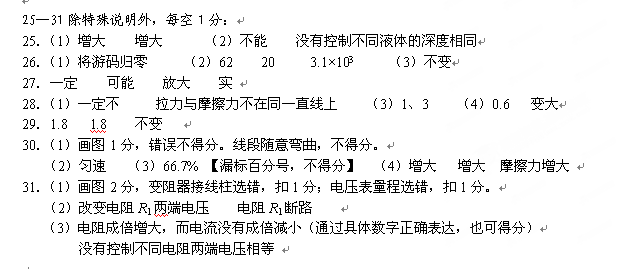 25—31 除特殊说明外，每空 1 分：
25.（1）增大 增大 （2）不能 没有控制不同液体的深度相同
26.（1）将游码归零 （2）62 20 3.1×10³ （3）不变
27. 一定 可能 放大 实
28.（1）一定不 拉力与摩擦力不在同一直线上 （3）1、3 （4）0.6 变大
29. 1.8 1.8 不变
30.（1）画图 1 分，错误不得分。线段随意弯曲，不得分。
（2）匀速 （3）66.7% 【漏标百分号，不得分】 （4）增大 增大 摩擦力增大
31.（1）画图 2 分，变阻器接线柱选错，扣 1 分；电压表量程选错，扣 1 分。
（2）改变电阻 R₁两端电压 电阻 R₁断路
（3）电阻成倍增大，而电流没有成倍减小（通过具体数字正确表达，也可得分）
没有控制不同电阻两端电压相等